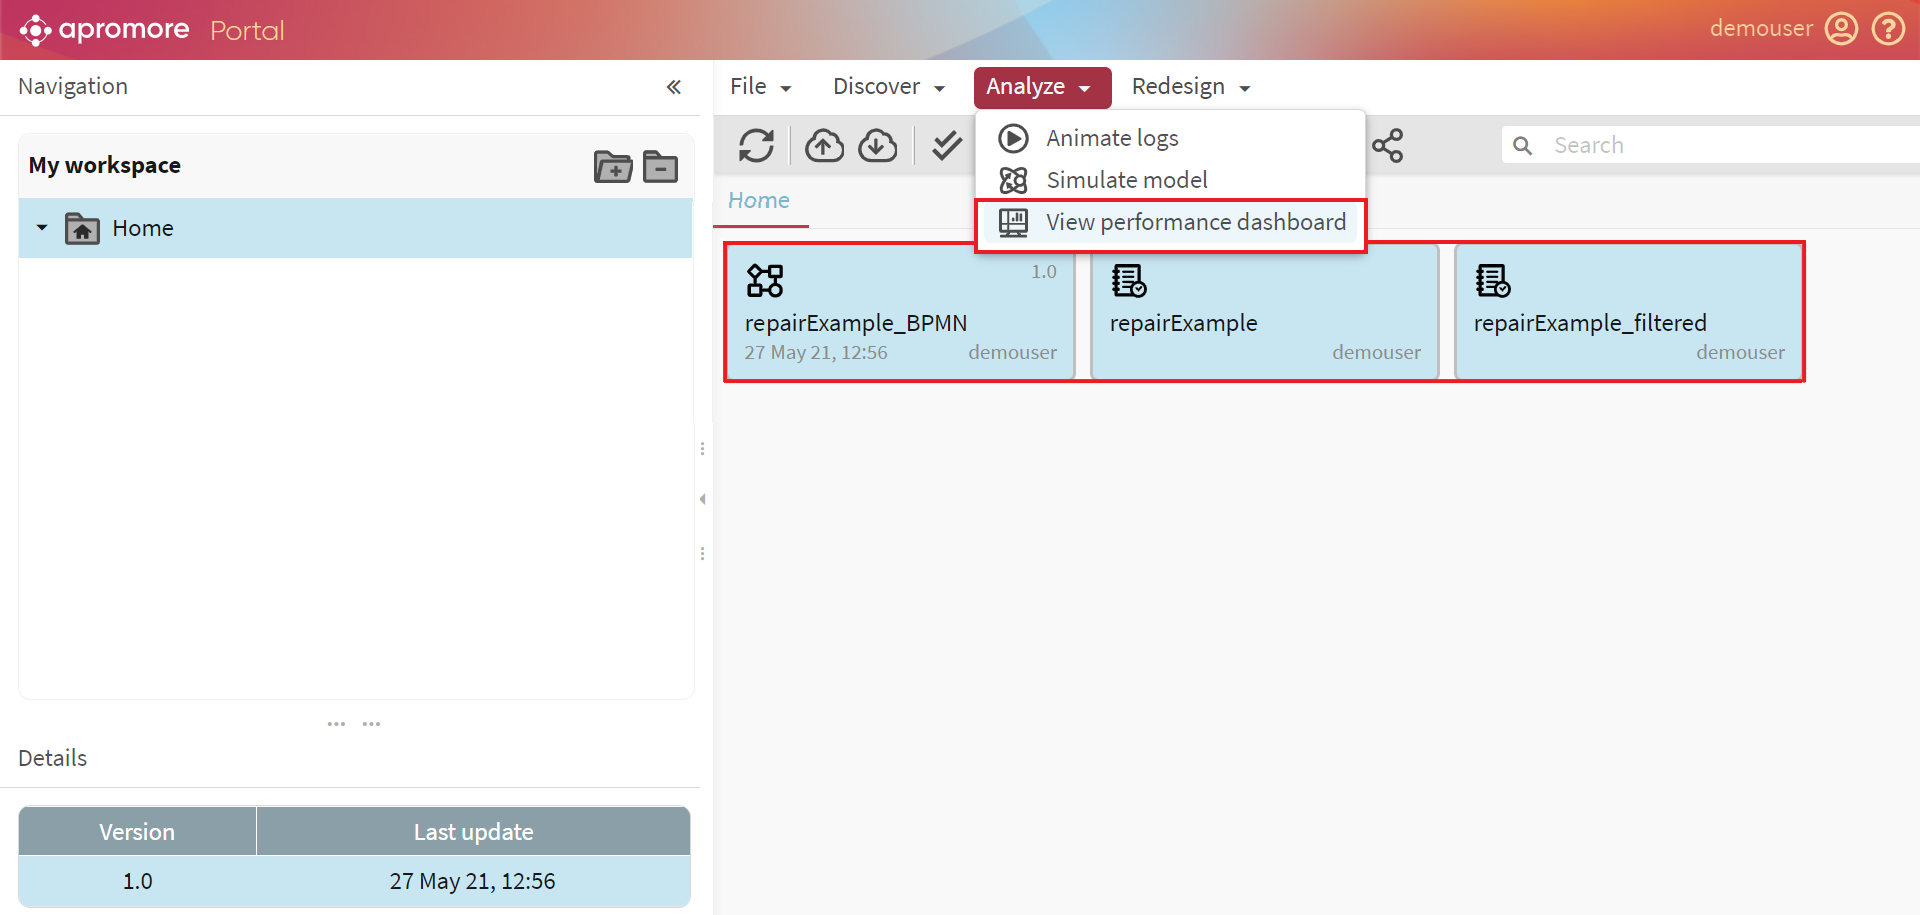 apromore Portal
demouser
Navigation
File
Discover
Analyze
Redesign
My workspace
Home
Animate logs
Simulate model
View performance dashboard
Search
Home
1.0
repairExample_BPMN
27 May 21, 12:56 demouser
repairExample
demouser
repairExample_filtered
demouser
Details
Version Last update
1.0 27 May 21, 12:56